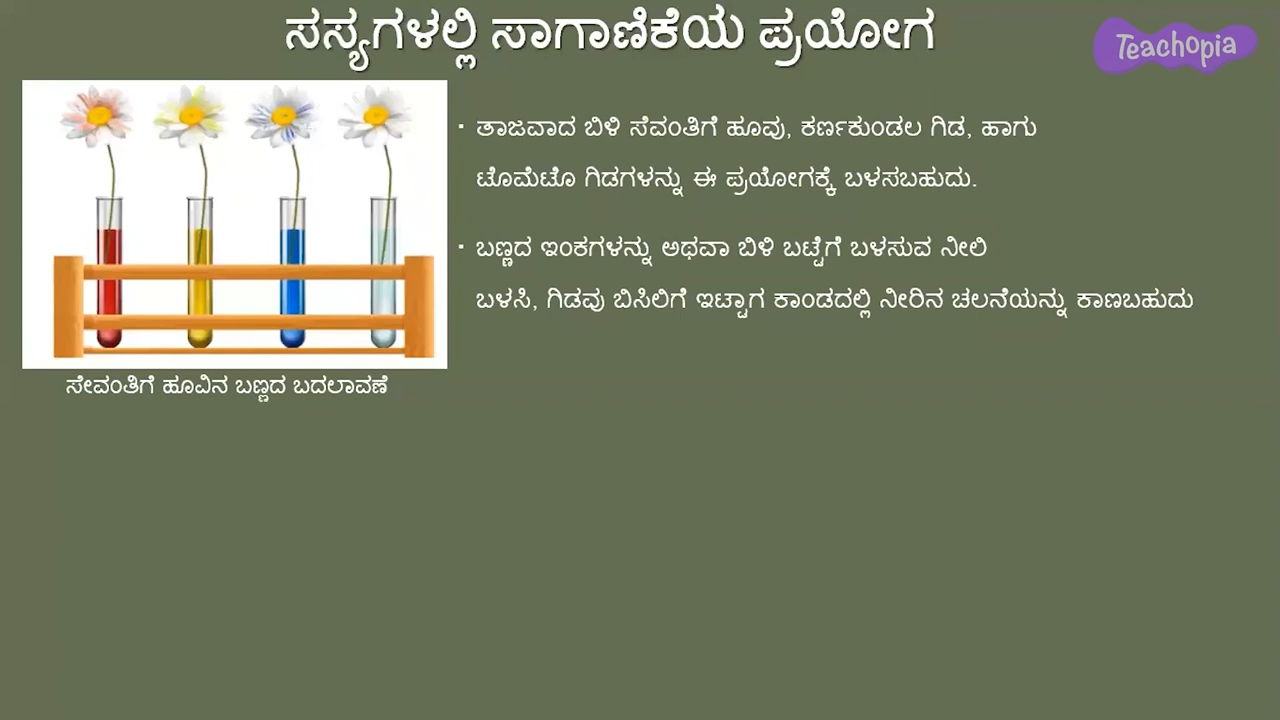 ಸಸ್ಯಗಳಲ್ಲಿ ಸಾಗಾಣಿಕೆಯ ಪ್ರಯೋಗ
Teachopia
▪ ತಾಜವಾದ ಬಿಳಿ ಸೆವಂತಿಗೆ ಹೂವು, ಕರ್ಣಕುಂಡಲ ಗಿಡ, ಹಾಗು
ಟೊಮೆಟೊ ಗಿಡಗಳನ್ನು ಈ ಪ್ರಯೋಗಕ್ಕೆ ಬಳಸಬಹುದು.
▪ ಬಣ್ಣದ ಇಂಕಗಳನ್ನು ಅಥವಾ ಬಿಳಿ ಬಟ್ಟೆಗೆ ಬಳಸುವ ನೀಲಿ
ಬಳಸಿ, ಗಿಡವು ಬಿಸಿಲಿಗೆ ಇಟ್ಟಾಗ ಕಾಂಡದಲ್ಲಿ ನೀರಿನ ಚಲನೆಯನ್ನು ಕಾಣಬಹುದು
ಸೇವಂತಿಗೆ ಹೂವಿನ ಬಣ್ಣದ ಬದಲಾವಣೆ